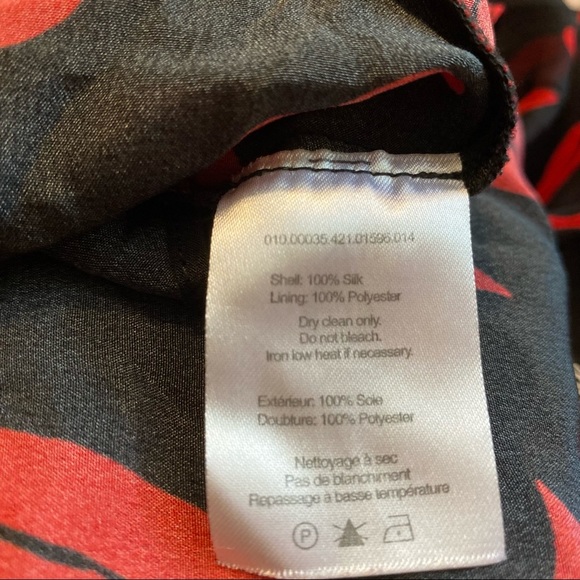 010.00035.421.01596.014
Shell: 100% Silk
Lining: 100% Polyester
Dry clean only.
Do not bleach.
Iron low heat if necessary.
Extérieur: 100% Soie
Doublure: 100% Polyester
Nettoyage à sec
Pas de blanchiment
Repassage à basse température
P